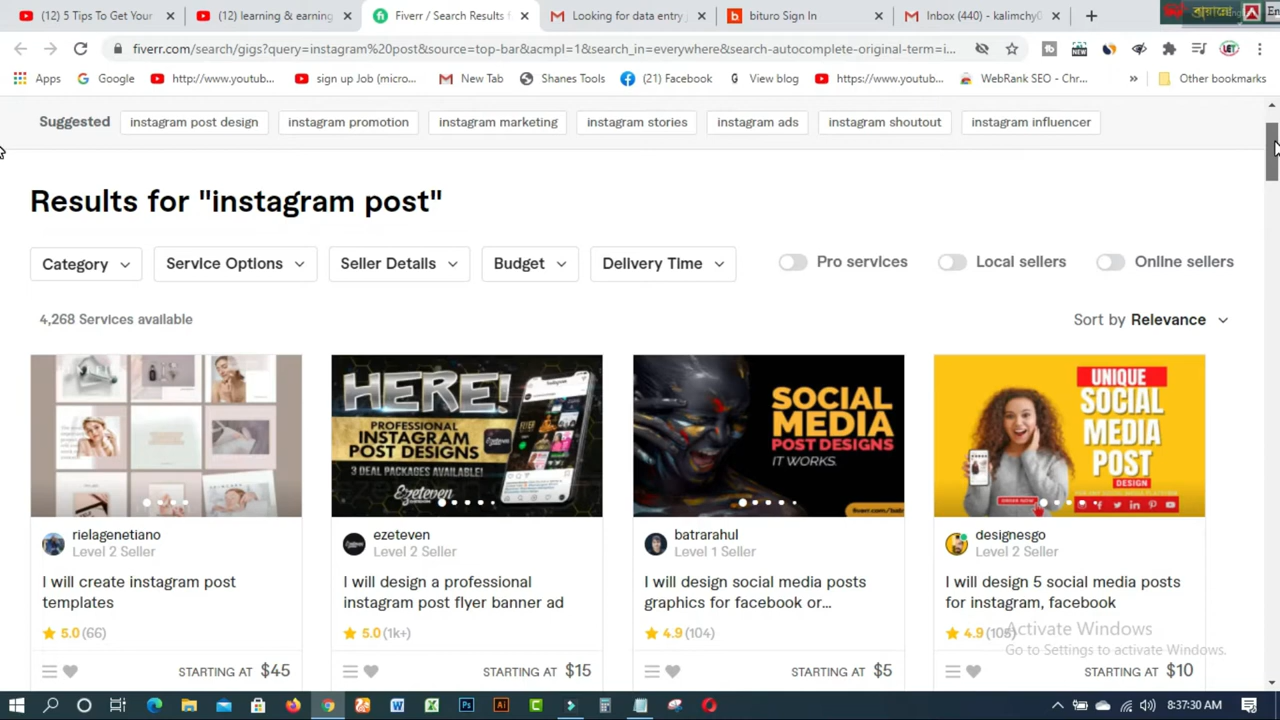 (12) 5 Tips To Get Your
(12) learning & earning
Fiverr / Search Results
Looking for data entry
bituro Sign In
Inbox (440) - kalimchy0
fiverr.com/search/gigs?query=instagram%20post&source=top-bar&acmpl=1&search_in=everywhere&search-autocomplete-original-term=i...
Apps
Google
http://www.youtub...
sign up Job (micro...
New Tab
Shanes Tools
(21) Facebook
View blog
https://www.youtub...
WebRank SEO - Chr...
Other bookmarks
Suggested
instagram post design
instagram promotion
instagram marketing
instagram stories
instagram ads
instagram shoutout
instagram influencer
Results for "instagram post"
Category
Service Options
Seller Details
Budget
Delivery Time
Pro services
Local sellers
Online sellers
4,268 Services available
Sort by Relevance
HERE!
PROFESSIONAL
INSTAGRAM
POST DESIGNS
3 DEAL PACKAGES AVAILABLE!
Ezeteven
SOCIAL
MEDIA
POST DESIGNS
IT WORKS.
UNIQUE
SOCIAL
MEDIA
POST
DESIGN
ORDER NOW
rielagenetiano
Level 2 Seller
I will create instagram post
templates
5.0 (66)
STARTING AT $45
ezeteven
Level 2 Seller
I will design a professional
instagram post flyer banner ad
5.0 (1k+)
STARTING AT $15
batrarahul
Level 1 Seller
I will design social media posts
graphics for facebook or...
4.9 (104)
STARTING AT $5
designesgo
Level 2 Seller
I will design 5 social media posts
for instagram, facebook
4.9
STARTING AT $10
Activate Windows
Go to Settings to activate Windows.
8:37:30 AM